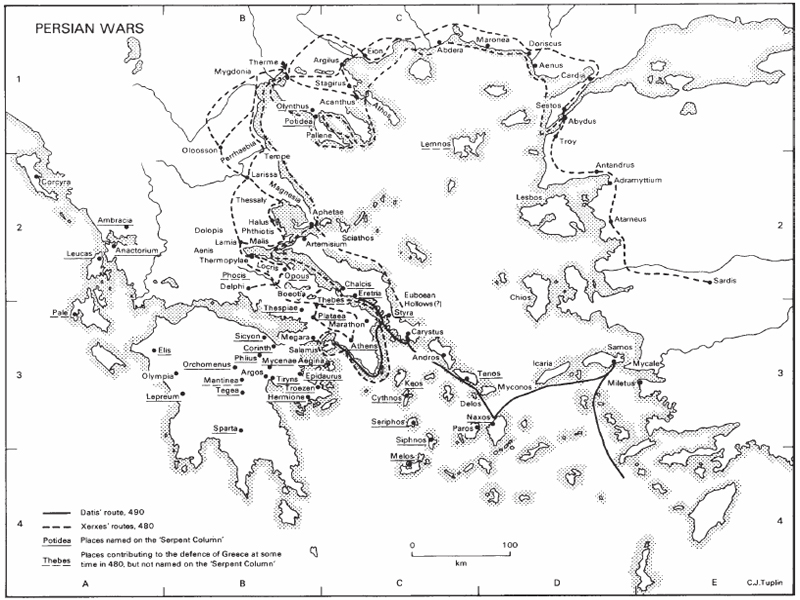 PERSIAN WARS
B
C
Therme
Mygdonia
Argilus
Eion
Abdera
Maronea
Doriscus
Aenus
Cardia
1
1
Stagirus
Acanthus
Athos
Olynthus
Potidea
Pallene
Sestos
Abydus
Troy
Oloosson
Perrhaebia
Tempe
Lemnos
Larissa
Magnesia
Antandrus
Adramyttium
Corcyra
Thessaly
Lesbos
Atarneus
Ambracia
Halus
Phthiotis
Aphetae
Sciathos
2
2
Dolopia
Anactorium
Lamia
Malis
Artemisium
Leucas
Aenis
Thermopylae
Locris
Phocis
Opous
Delphi
Boeotia
Chalcis
Eretria
Euboean
Hollows(?)
Sardis
Chios
Pale
Thebes
Thespiae
Plataea
Styra
Marathon
Carystus
Sicyon
Megara
Athens
Corinth
Salamis
Elis
Phlius
Andros
Samos
Mycale
Orchomenus
Mycenae
Aegina
Icaria
3
3
Olympia
Argos
Epidaurus
Keos
Tenos
Miletus
Mantinea
Tiryns
Troezen
Myconos
Lepreum
Tegea
Hermione
Cythnos
Delos
Naxos
Sparta
Seriphos
Paros
Siphnos
Melos
Datis' route, 490
Xerxes' routes, 480
Potidea Places named on the 'Serpent Column'
Thebes Places contributing to the defence of Greece at some
time in 480, but not named on the 'Serpent Column'
4
4
0 100
km
A
B
C
D
E
C.J.Tuplin